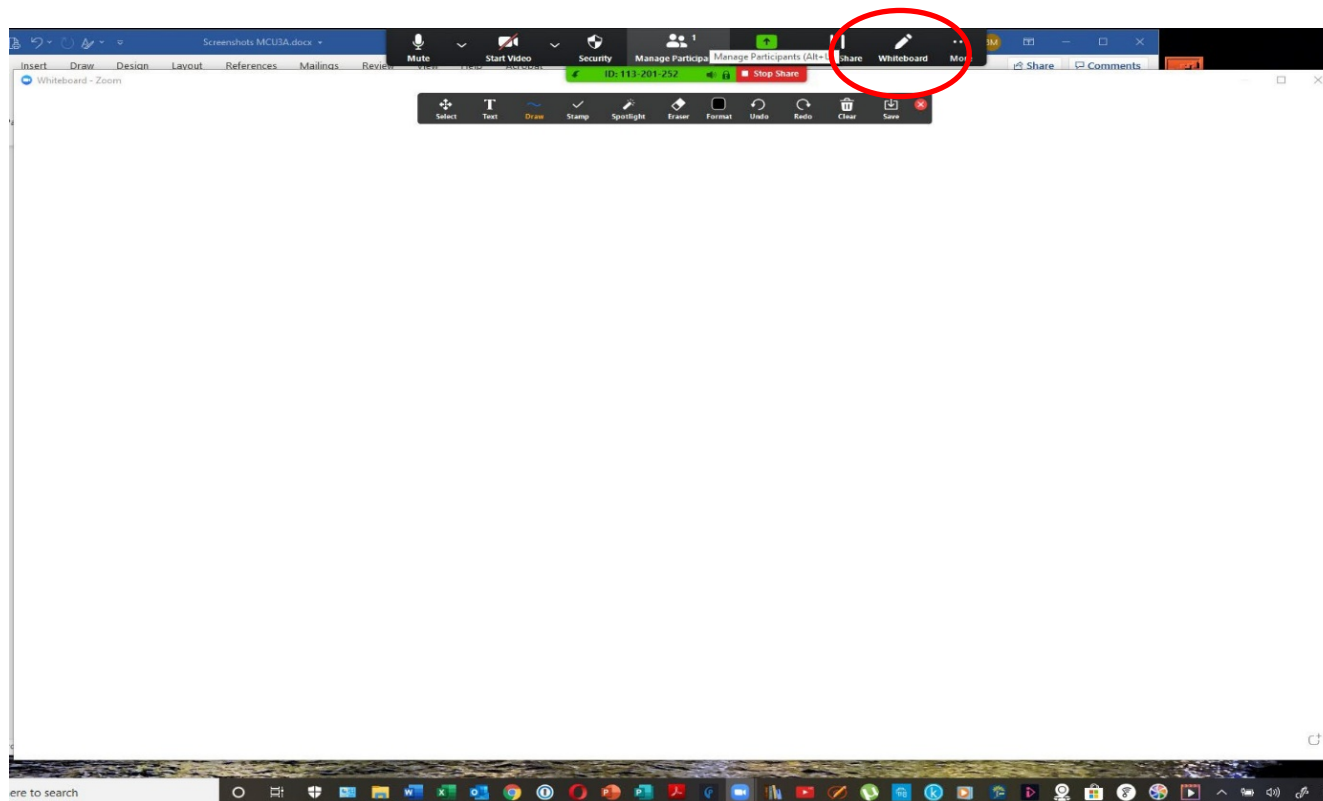 Screenshots MCU3A.docx
Mute Start Video Security Manage Participa Share Whiteboard
Manage Participants (Alt+U
Insert Draw Design Layout References Mailings Review Share Comments
ID: 113-201-252 Stop Share
Whiteboard - Zoom
Select Text Draw Stamp Spotlight Eraser Format Undo Redo Clear Save
ere to search